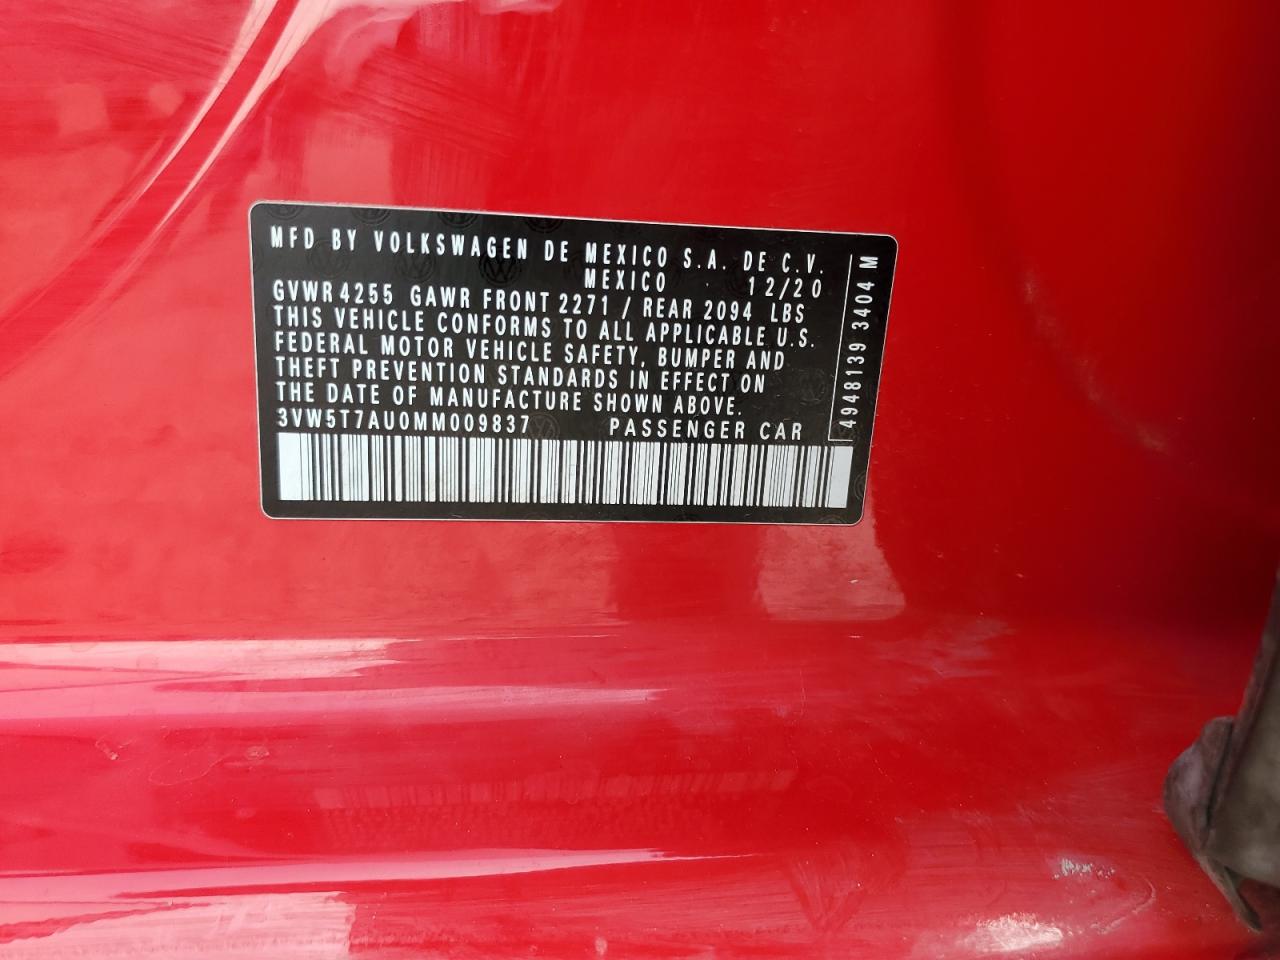 MFD BY VOLKSWAGEN DE MEXICO S.A. DE C.V.
MEXICO 12/20
GVWR 4255 GAWR FRONT 2271 / REAR 2094 LBS
THIS VEHICLE CONFORMS TO ALL APPLICABLE U.S.
FEDERAL MOTOR VEHICLE SAFETY, BUMPER AND
THEFT PREVENTION STANDARDS IN EFFECT ON
THE DATE OF MANUFACTURE SHOWN ABOVE.
3VW5T7AU0MM009837 PASSENGER CAR
4948139 3404 M